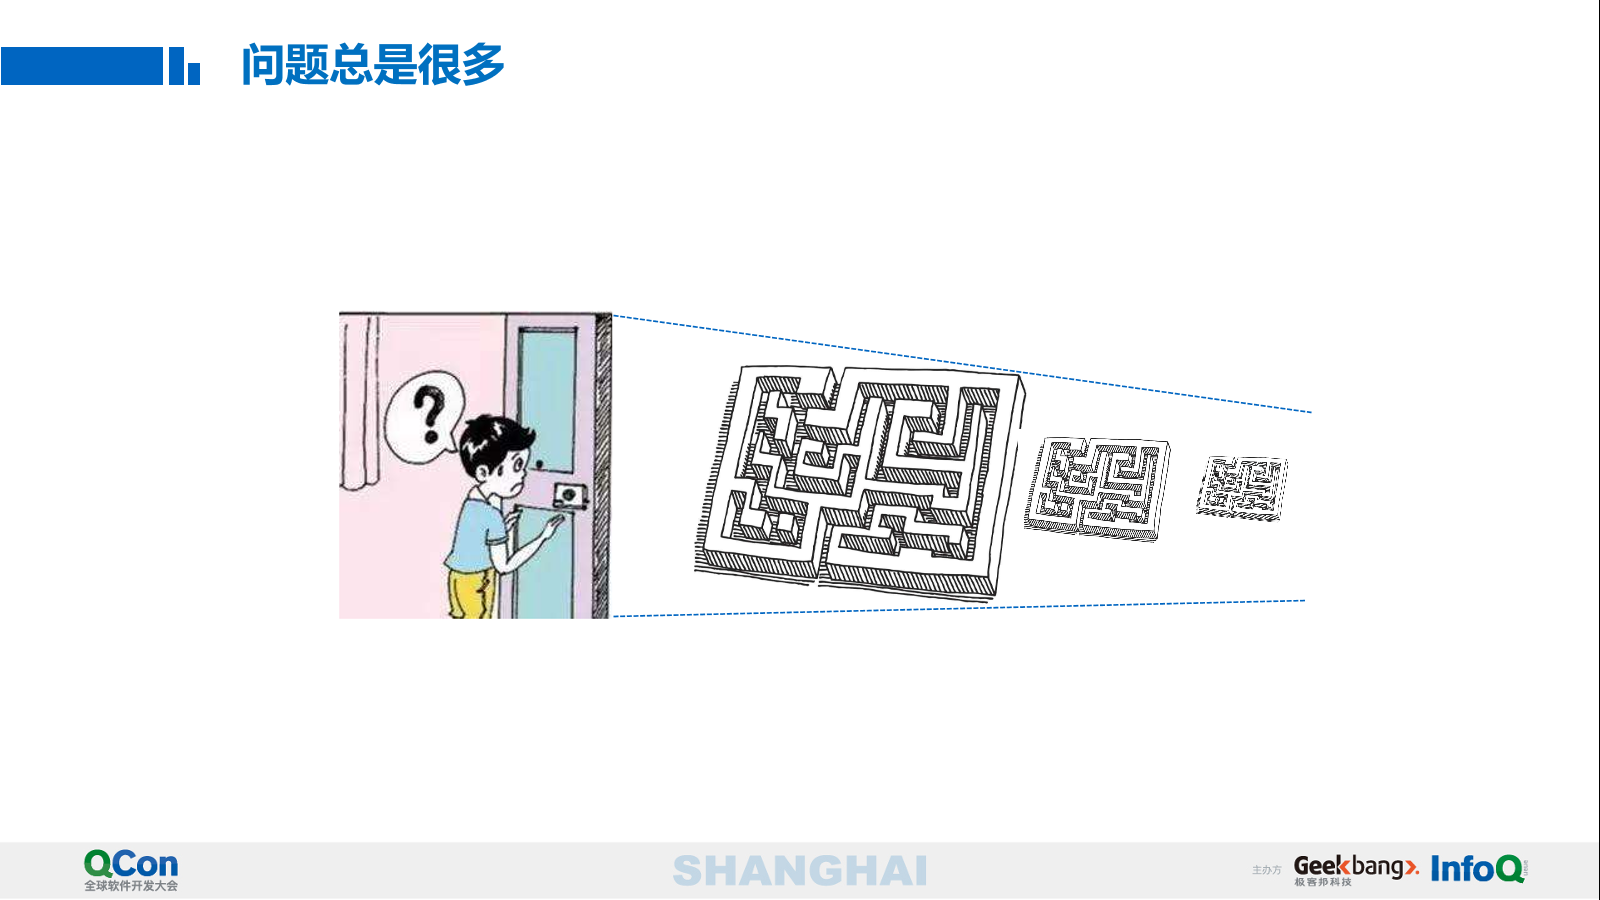 问题总是很多
?
QCon
全球软件开发大会
SHANGHAI
主办方
Geekbang>.
极客邦科技
InfoQ